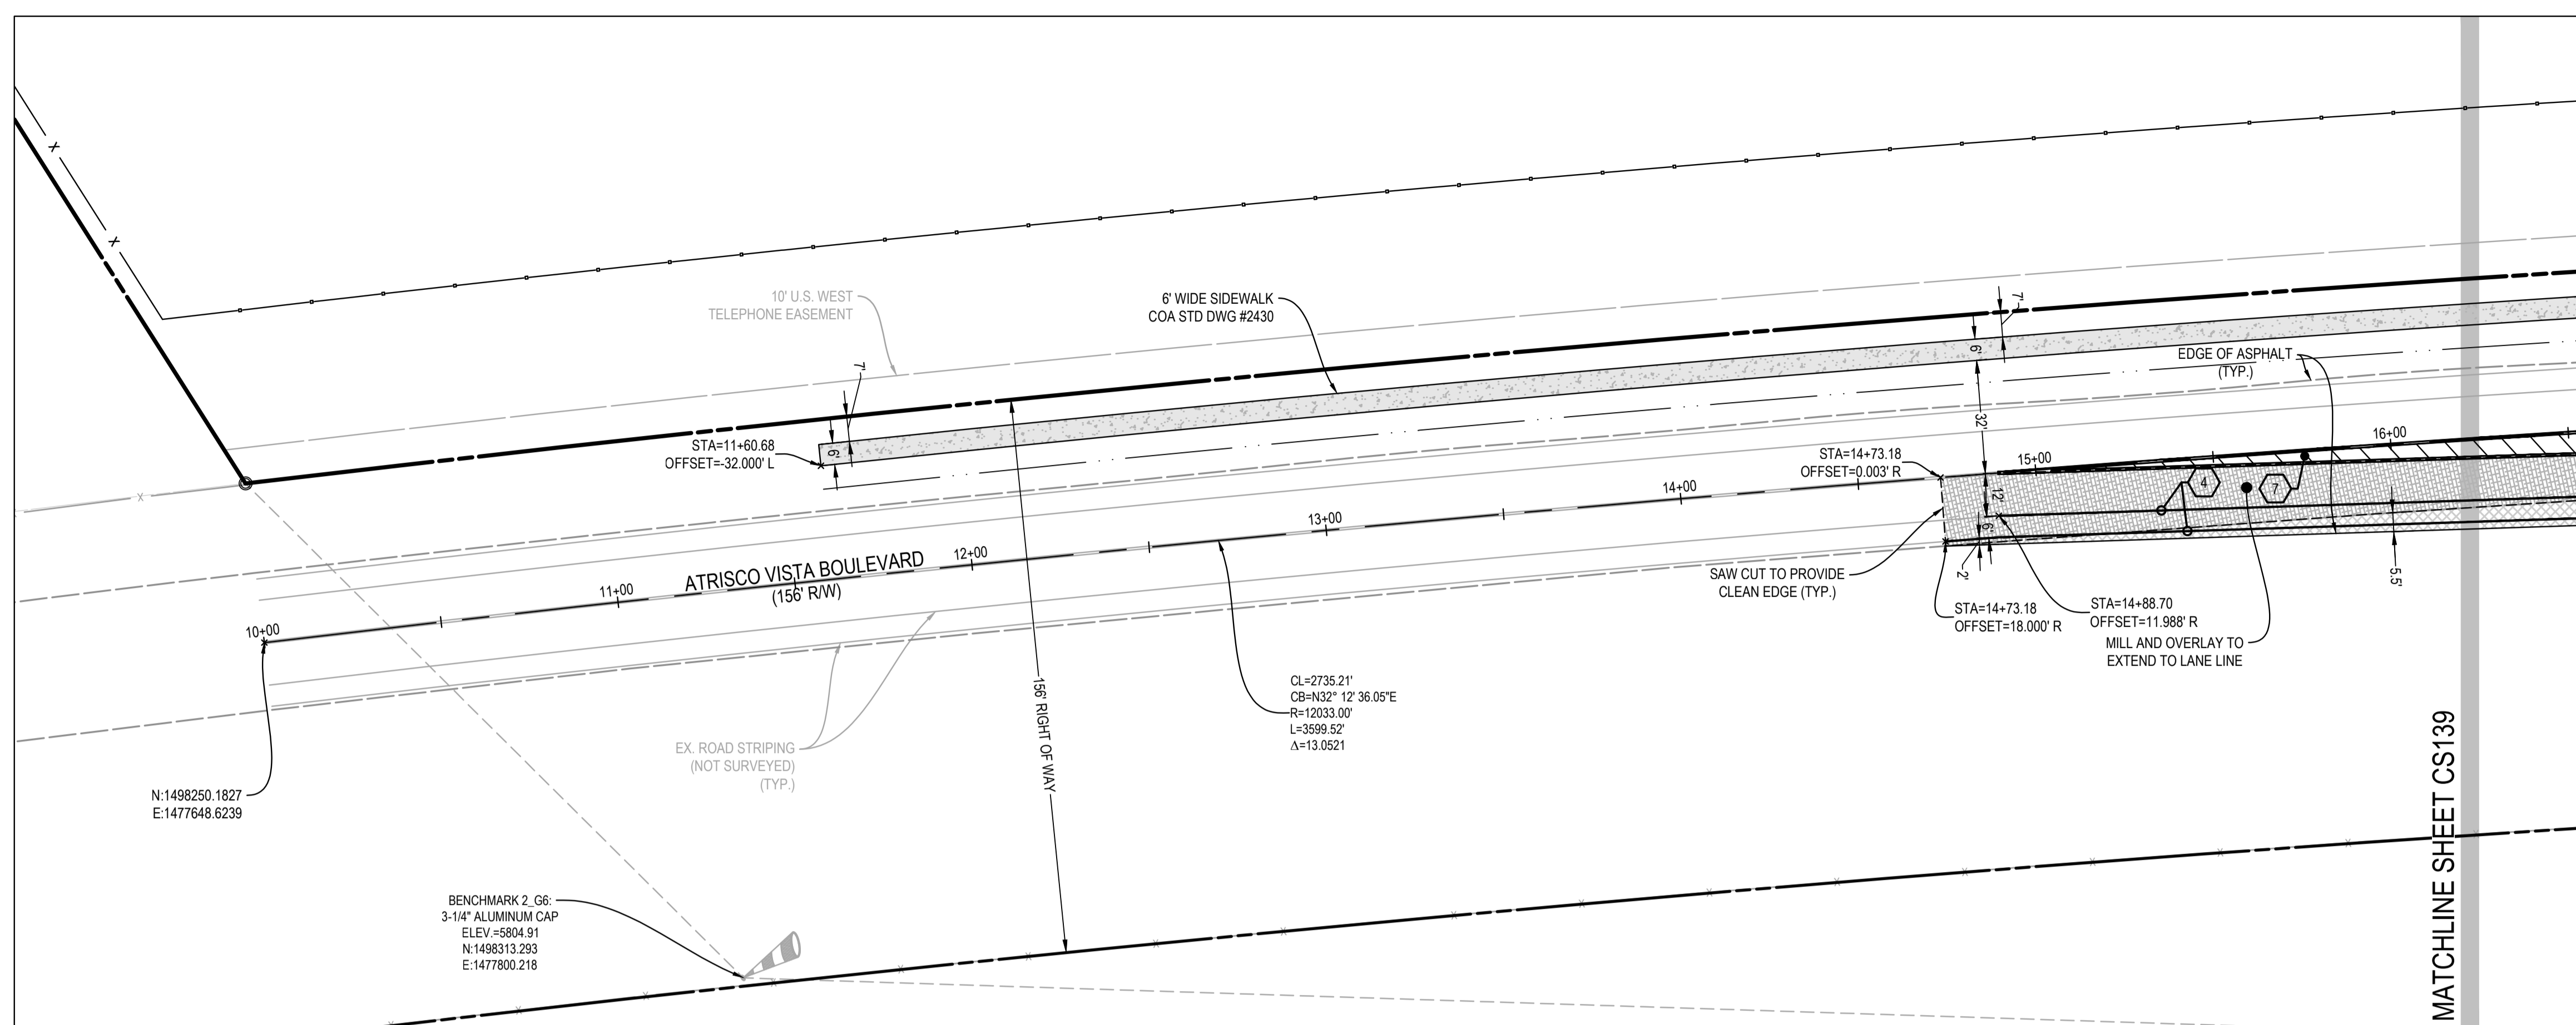 10' U.S. WEST
TELEPHONE EASEMENT
6' WIDE SIDEWALK
COA STD DWG #2430
7'
6'
EDGE OF ASPHALT
(TYP.)
7'
6'
STA=11+60.68
OFFSET=-32.000' L
32'
STA=14+73.18
OFFSET=0.003' R
15+00
16+00
4
7
12'
6'
2'
5.5'
14+00
13+00
12+00
11+00
10+00
ATRISCO VISTA BOULEVARD
(156' R/W)
SAW CUT TO PROVIDE
CLEAN EDGE (TYP.)
STA=14+73.18
OFFSET=18.000' R
STA=14+88.70
OFFSET=11.988' R
MILL AND OVERLAY TO
EXTEND TO LANE LINE
156' RIGHT OF WAY
CL=2735.21'
CB=N32° 12' 36.05"E
R=12033.00'
L=3599.52'
Δ=13.0521
EX. ROAD STRIPING
(NOT SURVEYED)
(TYP.)
N:1498250.1827
E:1477648.6239
BENCHMARK 2_G6:
3-1/4" ALUMINUM CAP
ELEV.=5804.91
N:1498313.293
E:1477800.218
MATCHLINE SHEET CS139